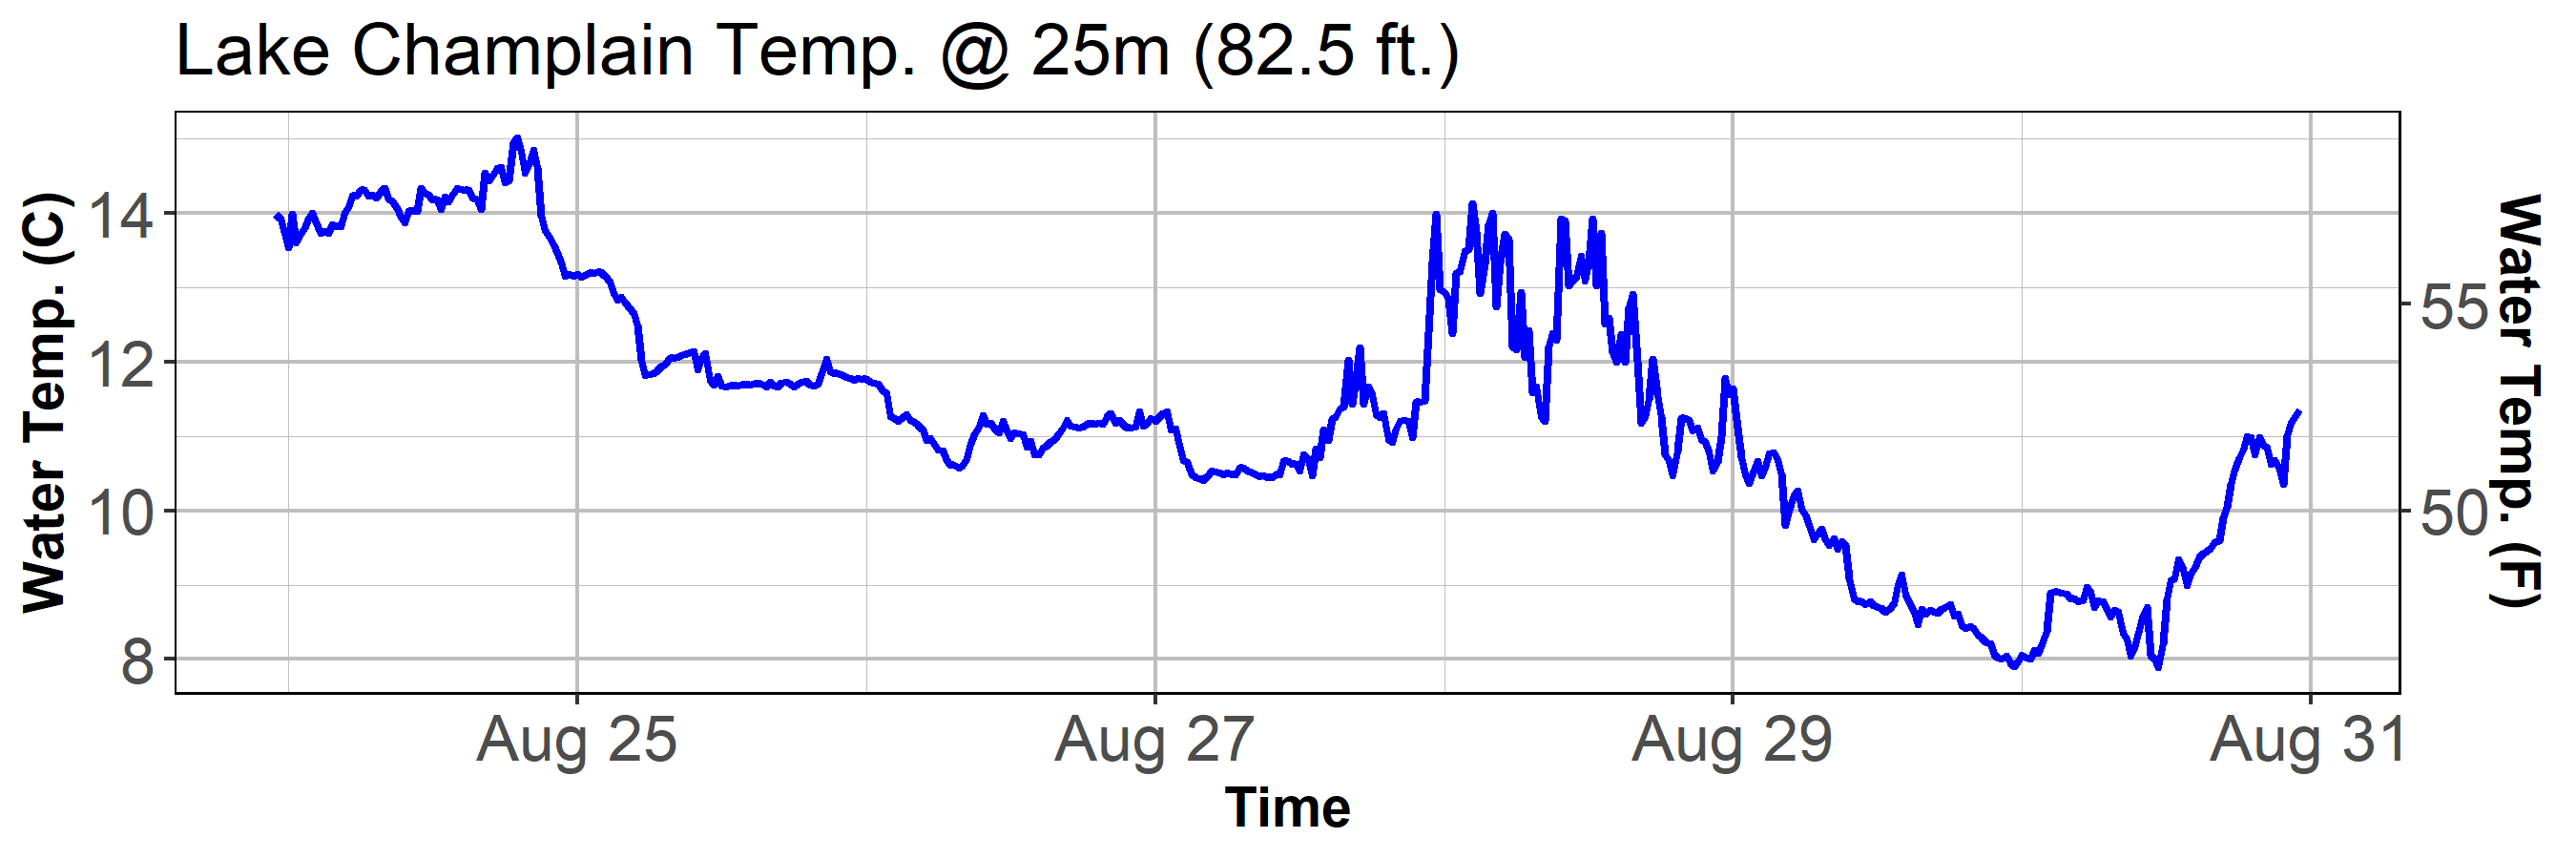 Lake Champlain Temp. @ 25m (82.5 ft.)
Water Temp. (C)
14
12
10
8
55
50
Water Temp. (F)
Aug 25 Aug 27 Aug 29 Aug 31
Time